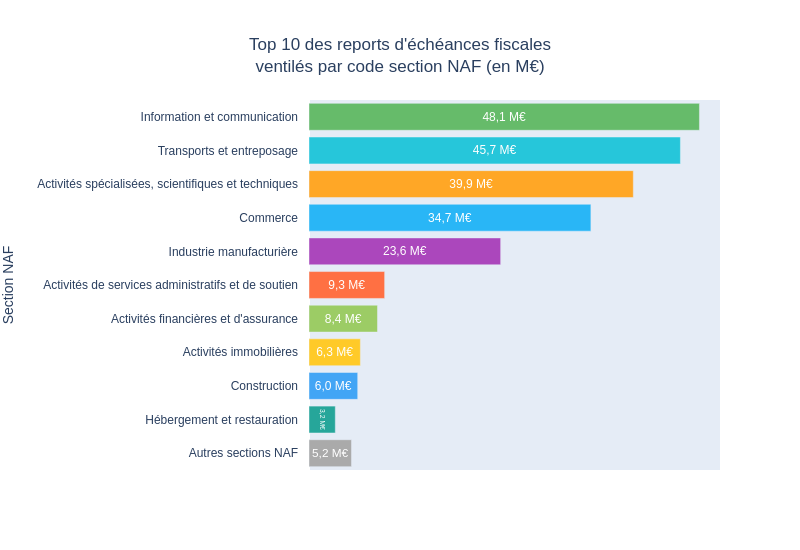 Top 10 des reports d'échéances fiscales
ventilés par code section NAF (en M€)
Section NAF
Information et communication 48,1 M€
Transports et entreposage 45,7 M€
Activités spécialisées, scientifiques et techniques 39,9 M€
Commerce 34,7 M€
Industrie manufacturière 23,6 M€
Activités de services administratifs et de soutien 9,3 M€
Activités financières et d'assurance 8,4 M€
Activités immobilières 6,3 M€
Construction 6,0 M€
Hébergement et restauration 3,2 M€
Autres sections NAF 5,2 M€